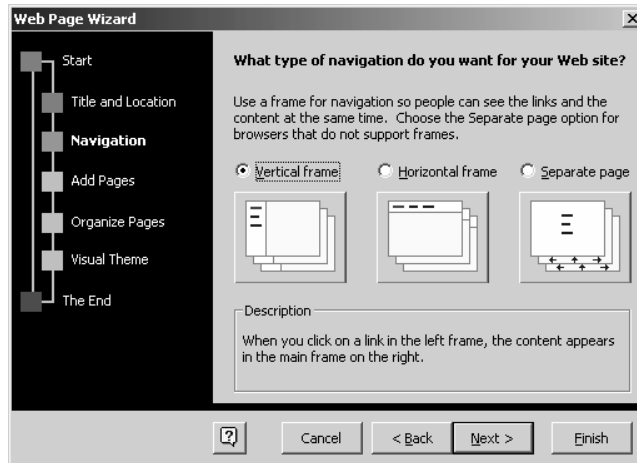 Web Page Wizard
Start
Title and Location
Navigation
Add Pages
Organize Pages
Visual Theme
The End
What type of navigation do you want for your Web site?
Use a frame for navigation so people can see the links and the
content at the same time. Choose the Separate page option for
browsers that do not support frames.
Vertical frame Horizontal frame Separate page
Description
When you click on a link in the left frame, the content appears
in the main frame on the right.
Cancel < Back Next > Finish